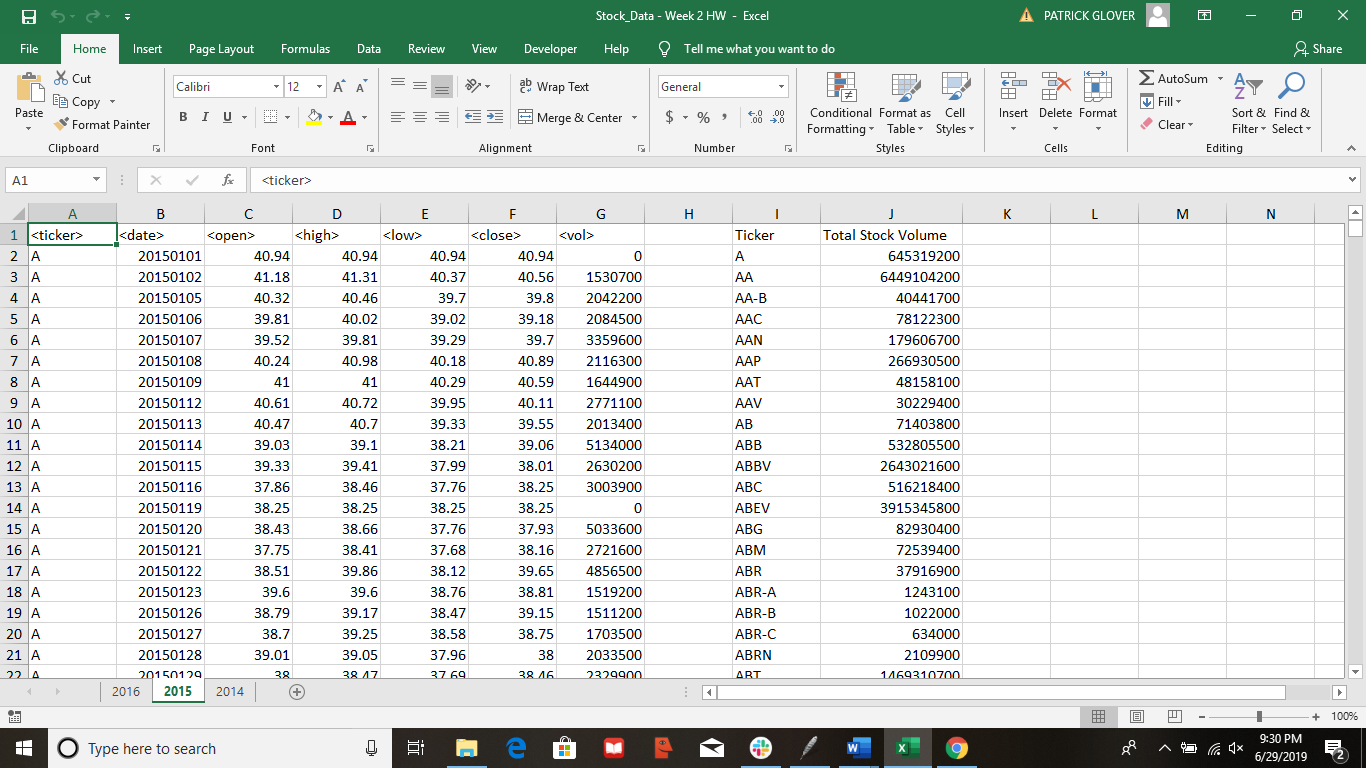 Stock_Data - Week 2 HW - Excel
PATRICK GLOVER
File Home Insert Page Layout Formulas Data Review View Developer Help Tell me what you want to do Share
Paste
Cut
Copy
Format Painter
Clipboard
Calibri 12
B I U
Font
Wrap Text
Merge & Center
Alignment
General
$ % ,
Number
Conditional Formatting
Format as Table
Cell Styles
Styles
Insert Delete Format
Cells
AutoSum
Fill
Clear
Sort & Filter
Find & Select
Editing
A1 fx <ticker>
A B C D E F G H I J K L M N
1 <ticker> <date> <open> <high> <low> <close> <vol> Ticker Total Stock Volume
2 A 20150101 40.94 40.94 40.94 40.94 0 A 645319200
3 A 20150102 41.18 41.31 40.37 40.56 1530700 AA 6449104200
4 A 20150105 40.32 40.46 39.7 39.8 2042200 AA-B 40441700
5 A 20150106 39.81 40.02 39.02 39.18 2084500 AAC 78122300
6 A 20150107 39.52 39.81 39.29 39.7 3359600 AAN 179606700
7 A 20150108 40.24 40.98 40.18 40.89 2116300 AAP 266930500
8 A 20150109 41 41 40.29 40.59 1644900 AAT 48158100
9 A 20150112 40.61 40.72 39.95 40.11 2771100 AAV 30229400
10 A 20150113 40.47 40.7 39.33 39.55 2013400 AB 71403800
11 A 20150114 39.03 39.1 38.21 39.06 5134000 ABB 532805500
12 A 20150115 39.33 39.41 37.99 38.01 2630200 ABBV 2643021600
13 A 20150116 37.86 38.46 37.76 38.25 3003900 ABC 516218400
14 A 20150119 38.25 38.25 38.25 38.25 0 ABEV 3915345800
15 A 20150120 38.43 38.66 37.76 37.93 5033600 ABG 82930400
16 A 20150121 37.75 38.41 37.68 38.16 2721600 ABM 72539400
17 A 20150122 38.51 39.86 38.12 39.65 4856500 ABR 37916900
18 A 20150123 39.6 39.6 38.76 38.81 1519200 ABR-A 1243100
19 A 20150126 38.79 39.17 38.47 39.15 1511200 ABR-B 1022000
20 A 20150127 38.7 39.25 38.58 38.75 1703500 ABR-C 634000
21 A 20150128 39.01 39.05 37.96 38 2033500 ABRN 2109900
22 A 20150129 38 38.47 37.69 38.46 2329900 ABT 1469310700
2016 2015 2014
100%
Type here to search
9:30 PM
6/29/2019
2